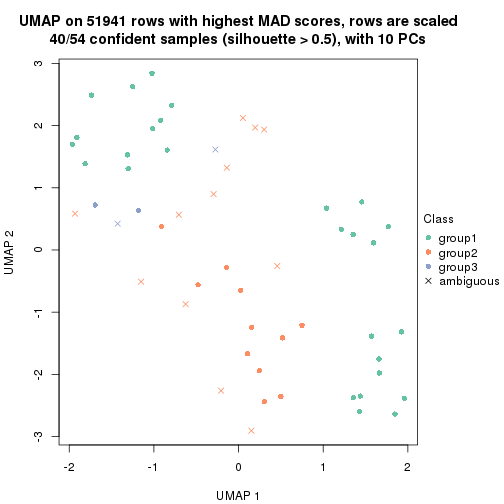 UMAP on 51941 rows with highest MAD scores, rows are scaled
40/54 confident samples (silhouette > 0.5), with 10 PCs
3
2
1
0
-1
-2
-3
UMAP 2
-2
-1
0
1
2
UMAP 1
Class
group1
group2
group3
ambiguous